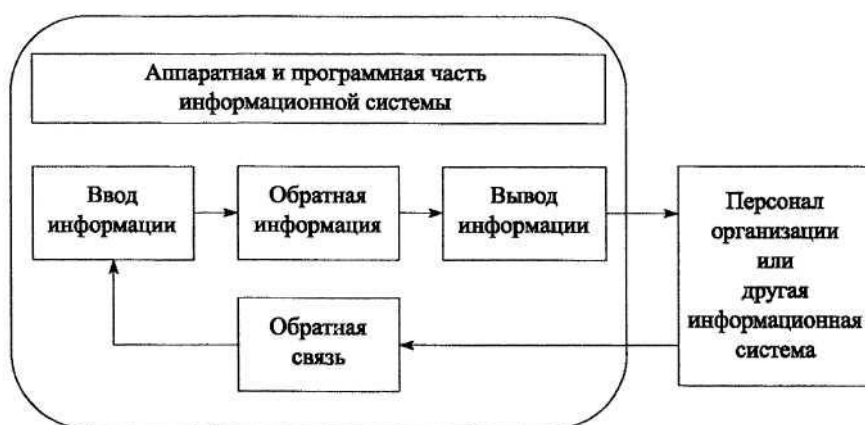 Аппаратная и программная часть
информационной системы
Ввод
информации
Обратная
информация
Вывод
информации
Персонал
организации
или
другая
информационная
система
Обратная
связь